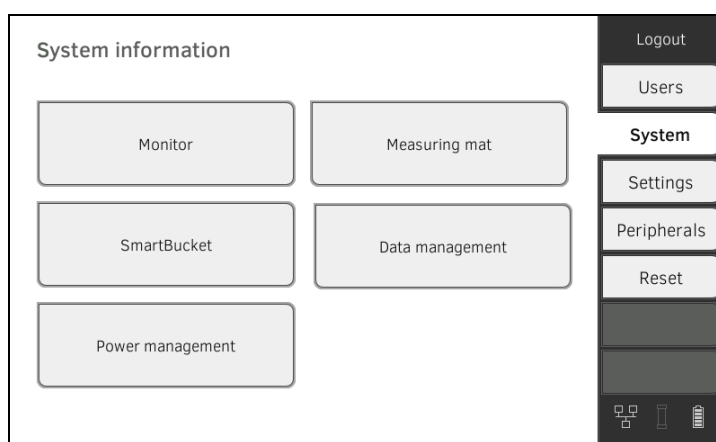 System information
Monitor
Measuring mat
SmartBucket
Data management
Power management
Logout
Users
System
Settings
Peripherals
Reset